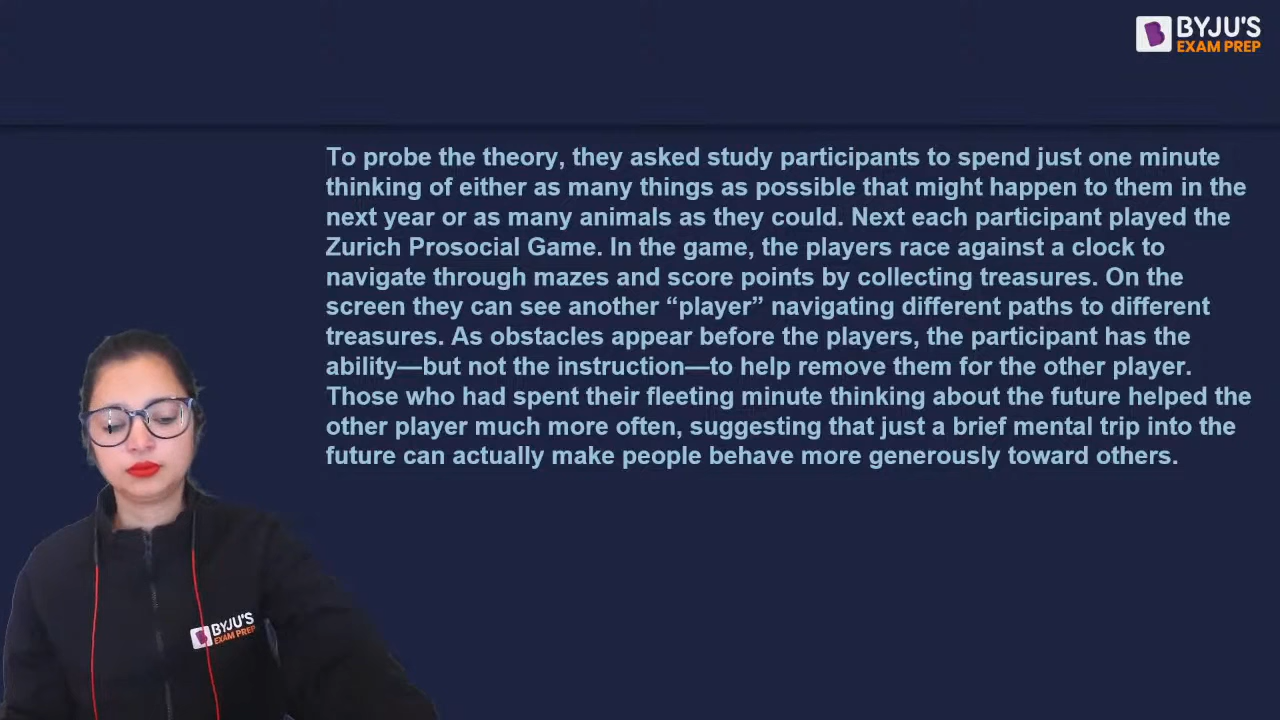 BYJU'S
EXAM PREP
To probe the theory, they asked study participants to spend just one minute
thinking of either as many things as possible that might happen to them in the
next year or as many animals as they could. Next each participant played the
Zurich Prosocial Game. In the game, the players race against a clock to
navigate through mazes and score points by collecting treasures. On the
screen they can see another “player” navigating different paths to different
treasures. As obstacles appear before the players, the participant has the
ability—but not the instruction—to help remove them for the other player.
Those who had spent their fleeting minute thinking about the future helped the
other player much more often, suggesting that just a brief mental trip into the
future can actually make people behave more generously toward others.
BYJU'S
EXAM PREP